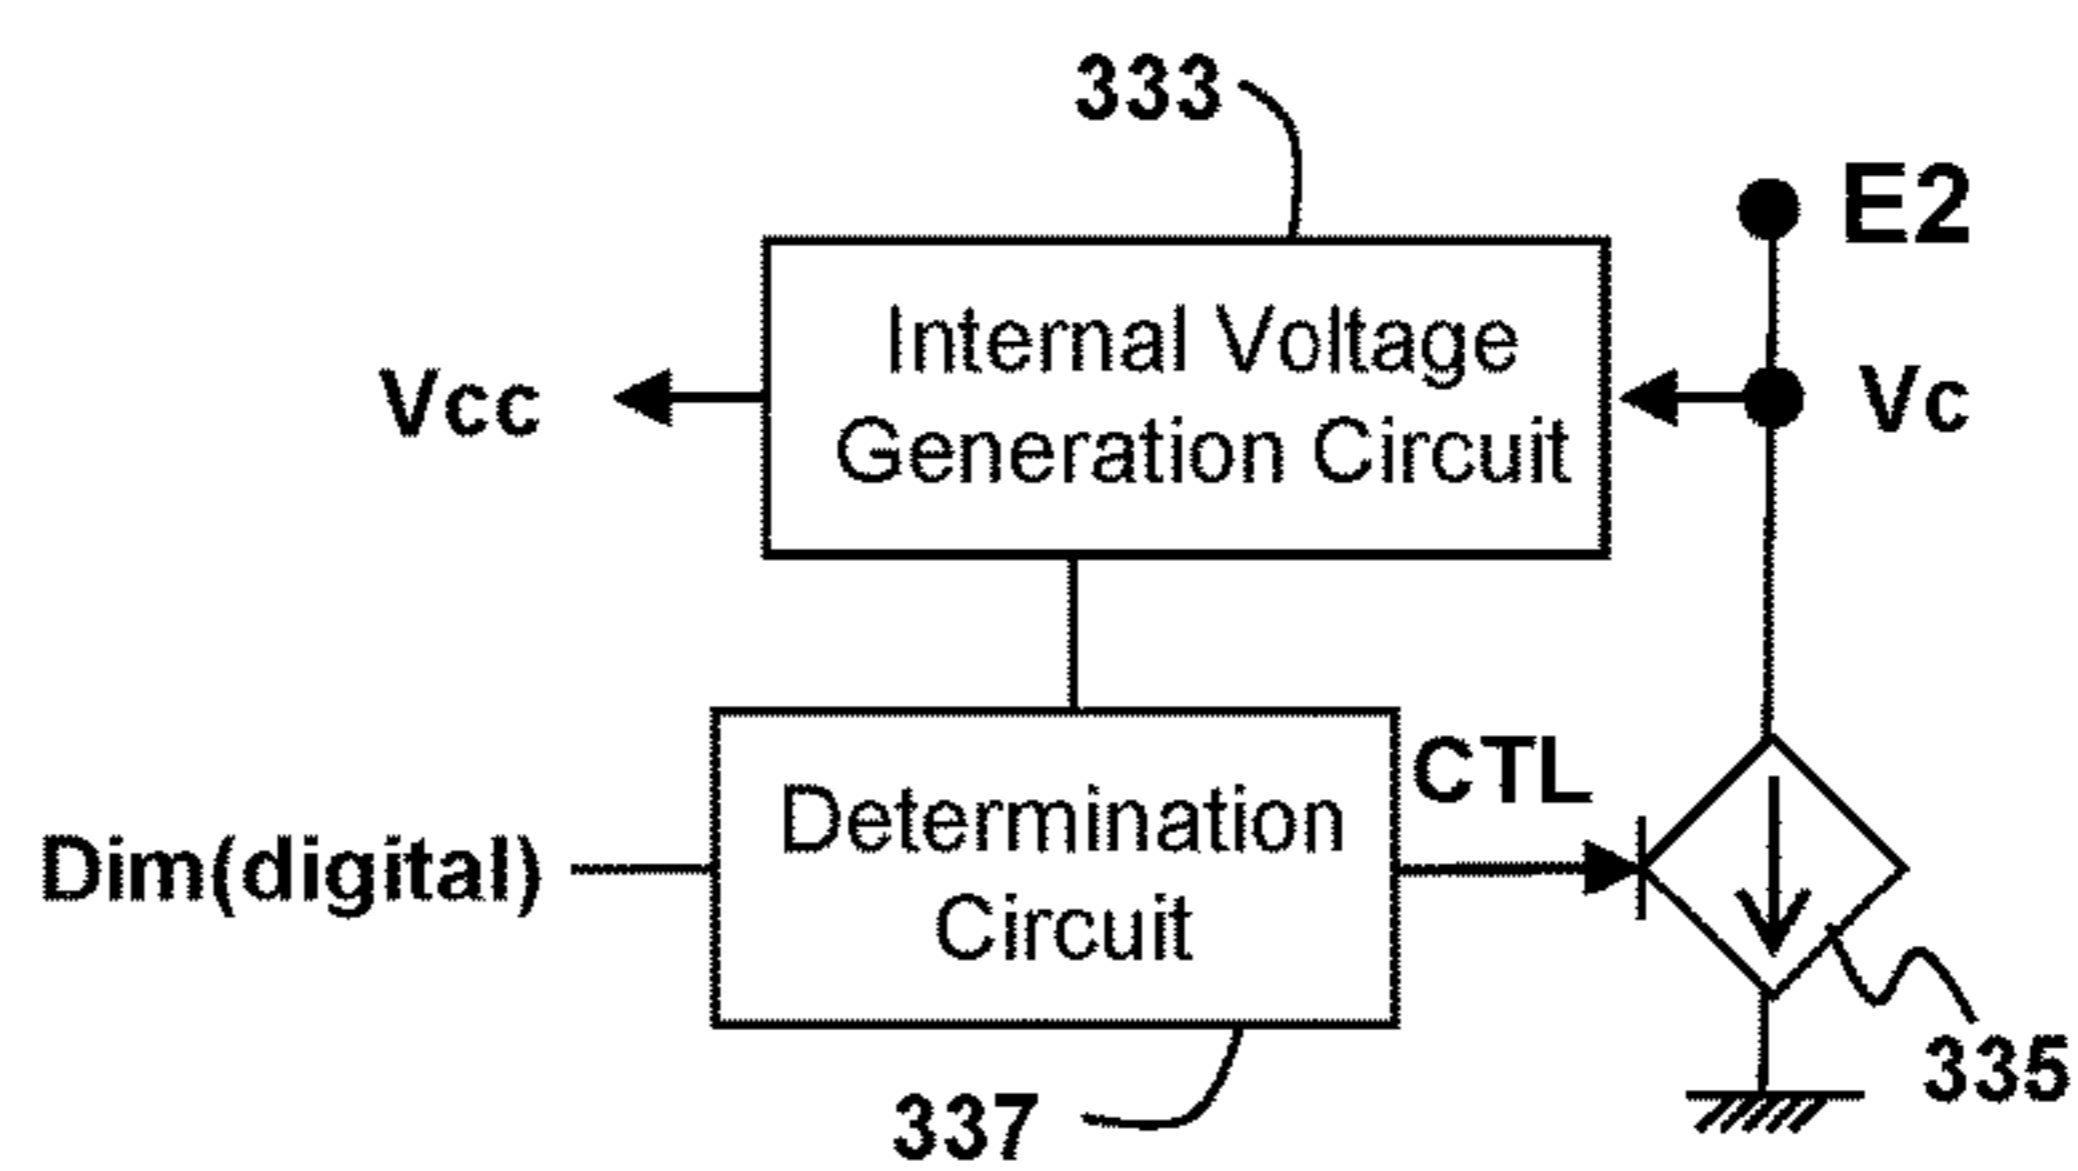 333
E2
Internal Voltage
Generation Circuit
Vcc
Vc
CTL
Determination
Circuit
Dim(digital)
335
337